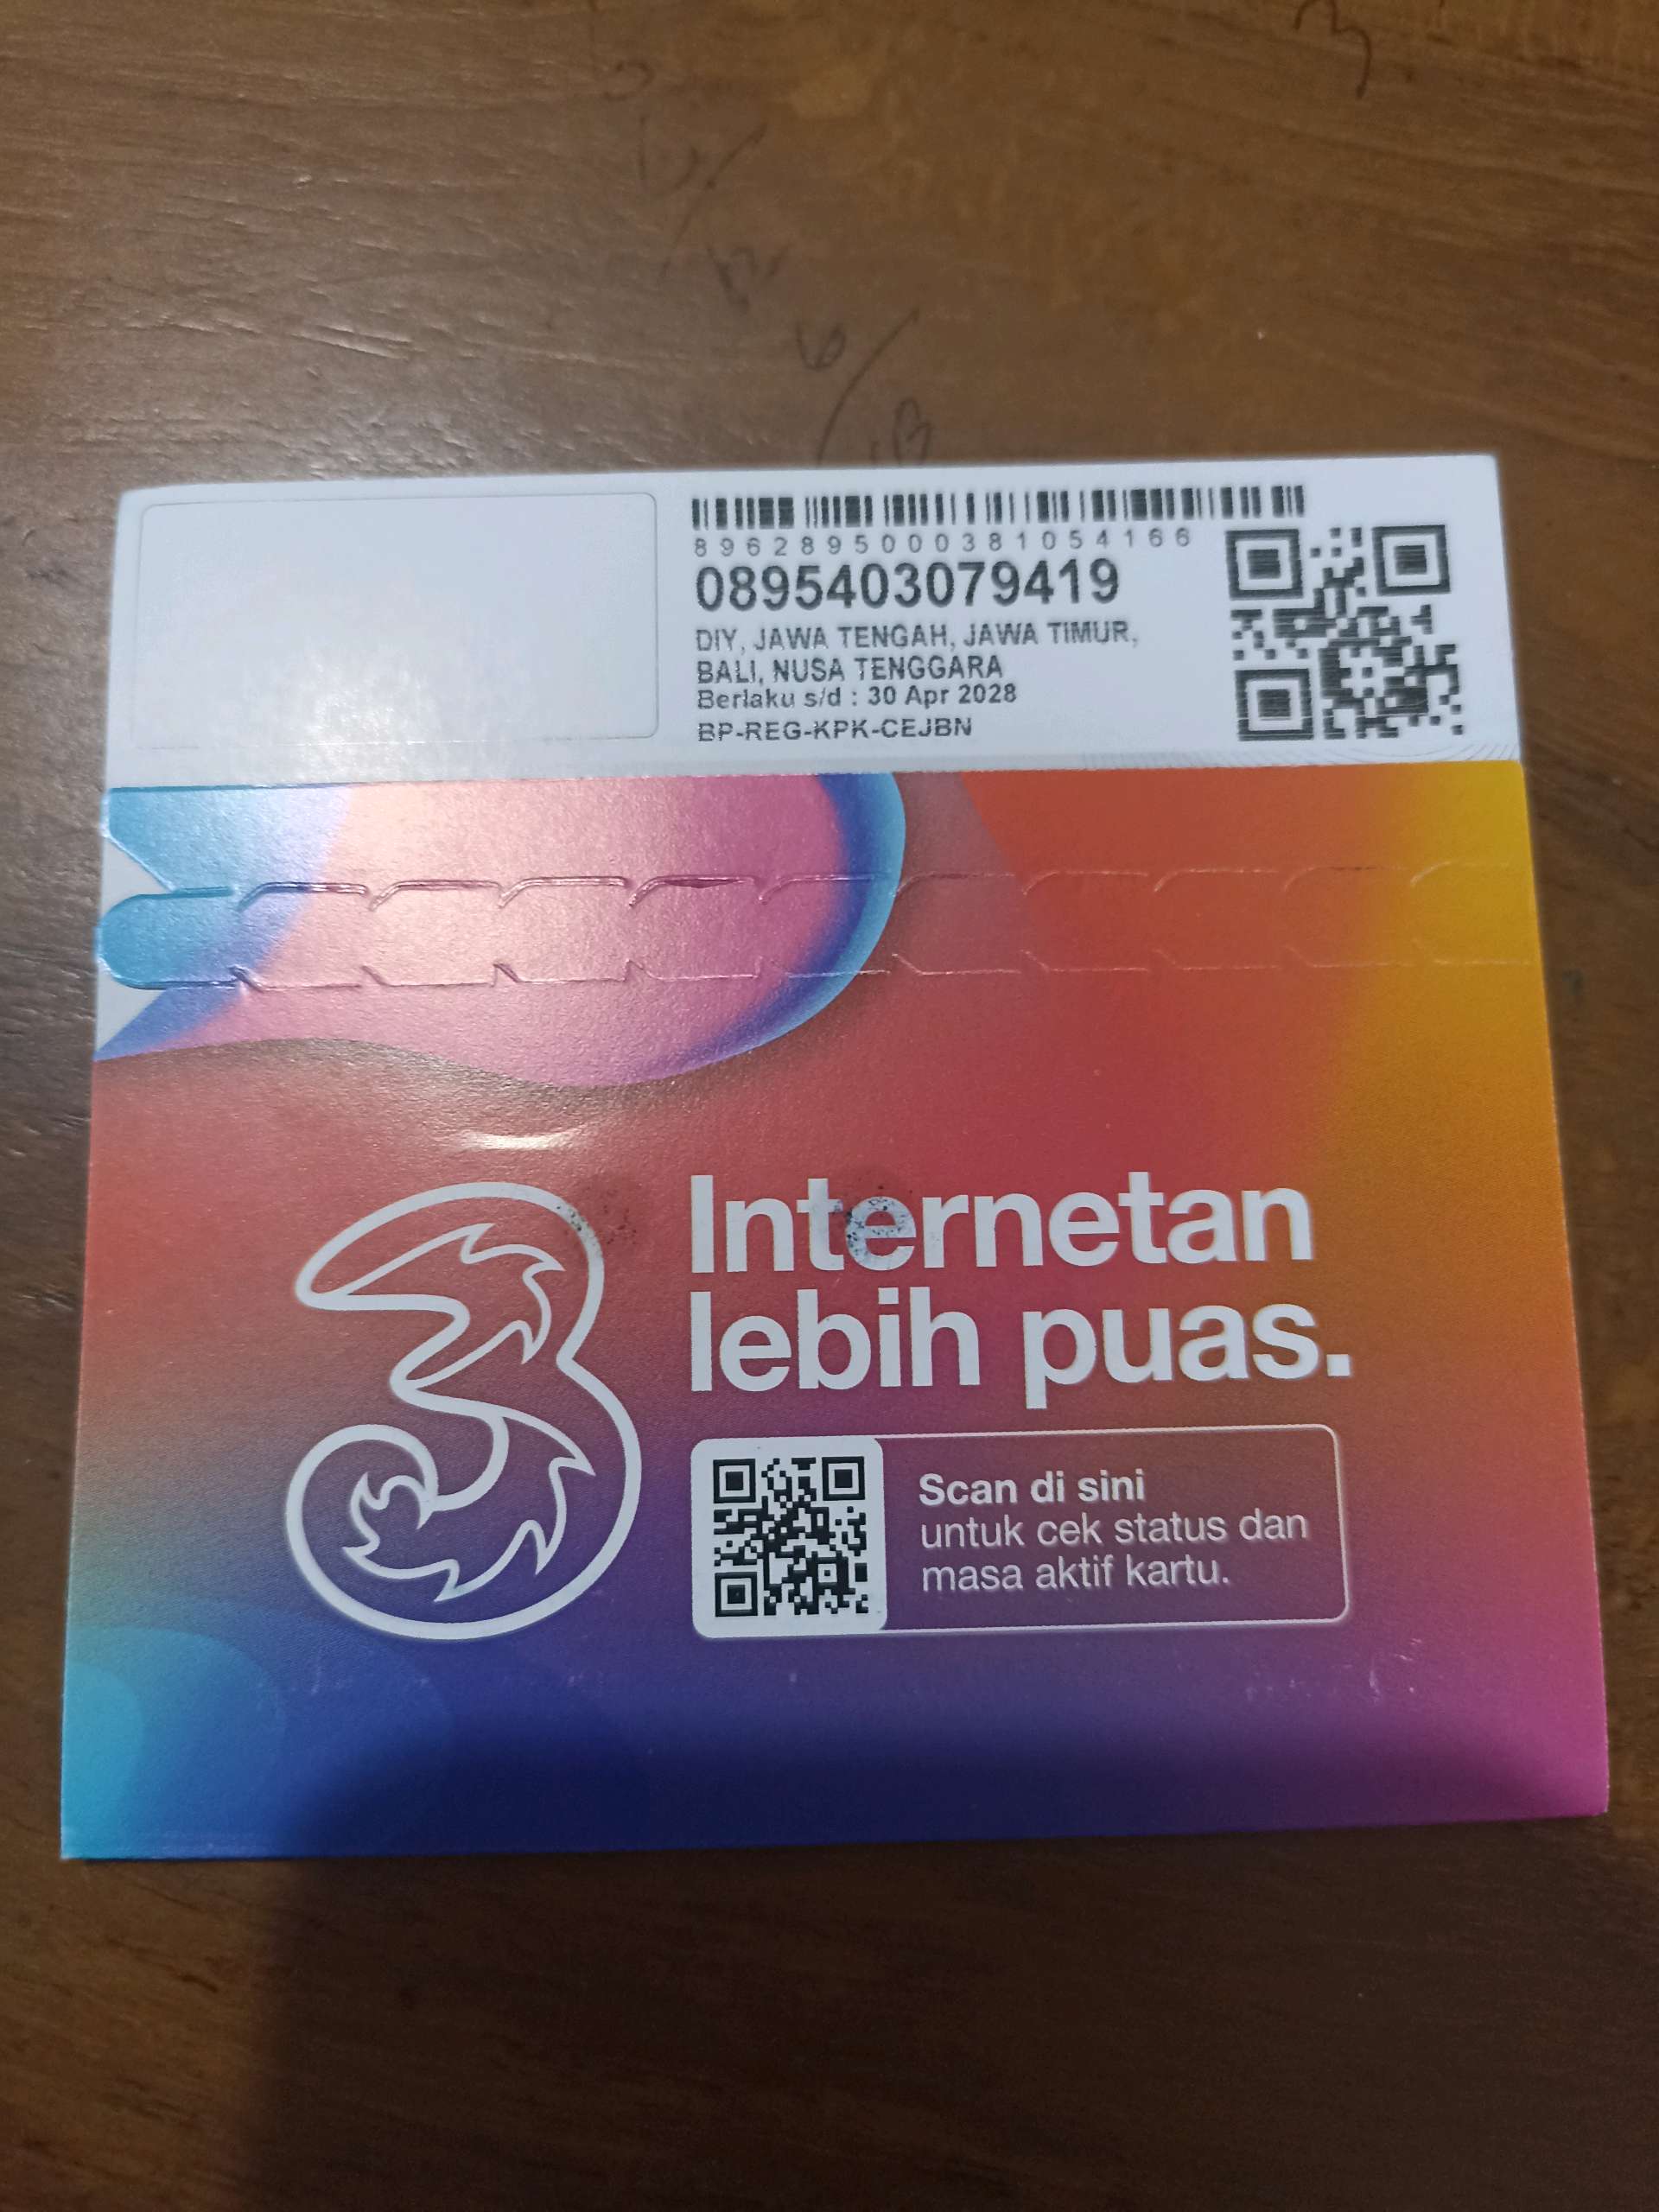 8962895000381054166
0895403079419
DIY, JAWA TENGAH, JAWA TIMUR,
BALI, NUSA TENGGARA
Berlaku s/d : 30 Apr 2028
BP-REG-KPK-CEJBN
3
Internetan
lebih puas.
Scan di sini
untuk cek status dan
masa aktif kartu.